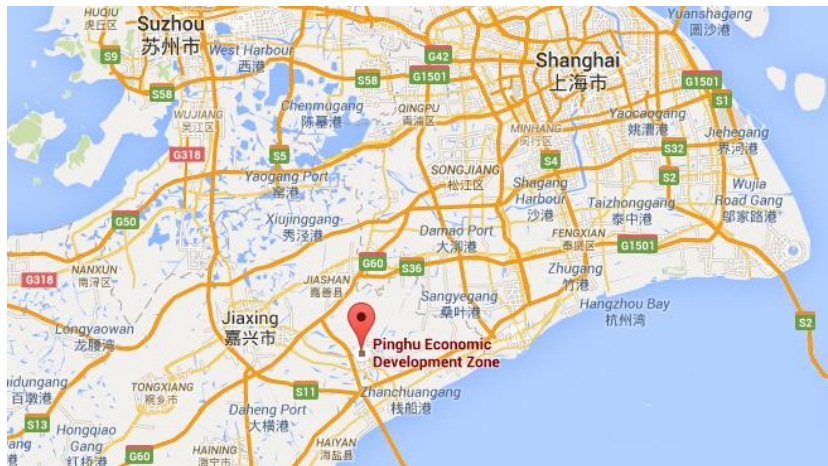 HUQIU
虎丘区
Suzhou
苏州市
S9
S58
West Harbour
西港
S58
G42
G1501
Shanghai
上海市
Yuanshagang
圆沙港
G1501
S1
Chenmugang
陈墓港
QINGPU
青浦区
WUJIANG
吴江区
G318
S5
MINHANG
闵行区
Yaocaogang
姚漕港
Jiehegang
界河港
S32
S4
S2
SONGJIANG
松江区
Yaogang Port
窑港
Shagang
Harbour
沙港
Taizhonggang
泰中港
Wujia
Road Gang
邬家路港
G50
Xiujinggang
秀泾港
Damao Port
大泖港
FENGXIAN
奉贤区
G1501
G318
NANXUN
南浔区
G60
S36
JIASHAN
嘉善县
Zhugang
竹港
Sangyegang
桑叶港
Hangzhou Bay
杭州湾
S2
Jiaxing
嘉兴市
Longyaowan
龙腰湾
Pinghu Economic
Development Zone
aidungang
百墩港
TONGXIANG
桐乡市
S11
Zhanchuangang
栈船港
S13
Daheng Port
大横港
Hongqiao
Gang
红桥港
ang
港
G60
HAINING
海宁市
HAIYAN
海盐县